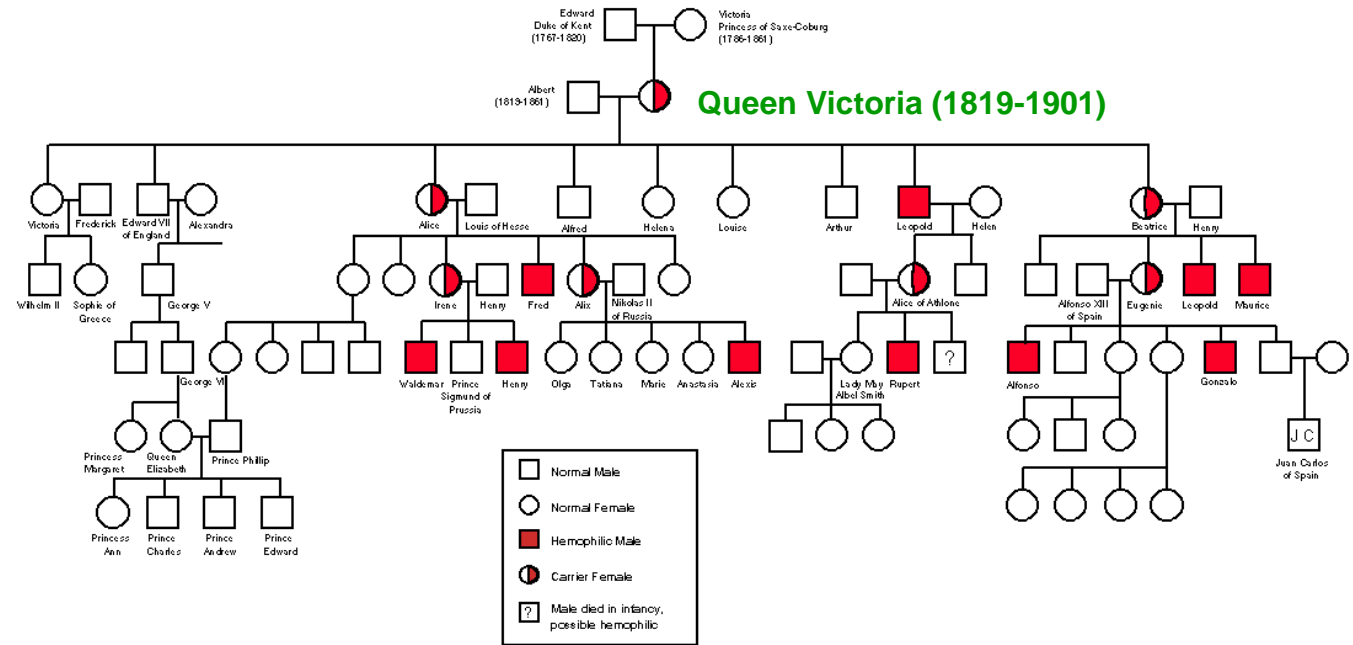 Edward
Duke of Kent
(1767-1820)
Victoria
Princess of Saxe-Coburg
(1786-1861)
Albert
(1819-1861)
Queen Victoria (1819-1901)
Victoria
Frederick
Edward VII
of England
Alexandra
Alice
Louis of Hesse
Alfred
Helena
Louise
Arthur
Leopold
Helen
Beatrice
Henry
Wilhelm II
Sophie of
Greece
George V
Irene
Henry
Fred
Alix
Nikolas II
of Russia
Alice of Athlone
Alfonso XIII
of Spain
Eugenie
Leopold
Maurice
George VI
Waldemar
Prince
Sigmund of
Prussia
Henry
Olga
Tatiana
Marie
Anastasia
Alexis
Lady May
Albel Smith
Rupert
?
Alfonso
Gonzalo
Princess
Margaret
Queen
Elizabeth
Prince Phillip
J C
Juan Carlos
of Spain
Princess
Ann
Prince
Charles
Prince
Andrew
Prince
Edward
Normal Male
Normal Female
Hemophilic Male
Carrier Female
? Male died in infancy,
possible hemophilic